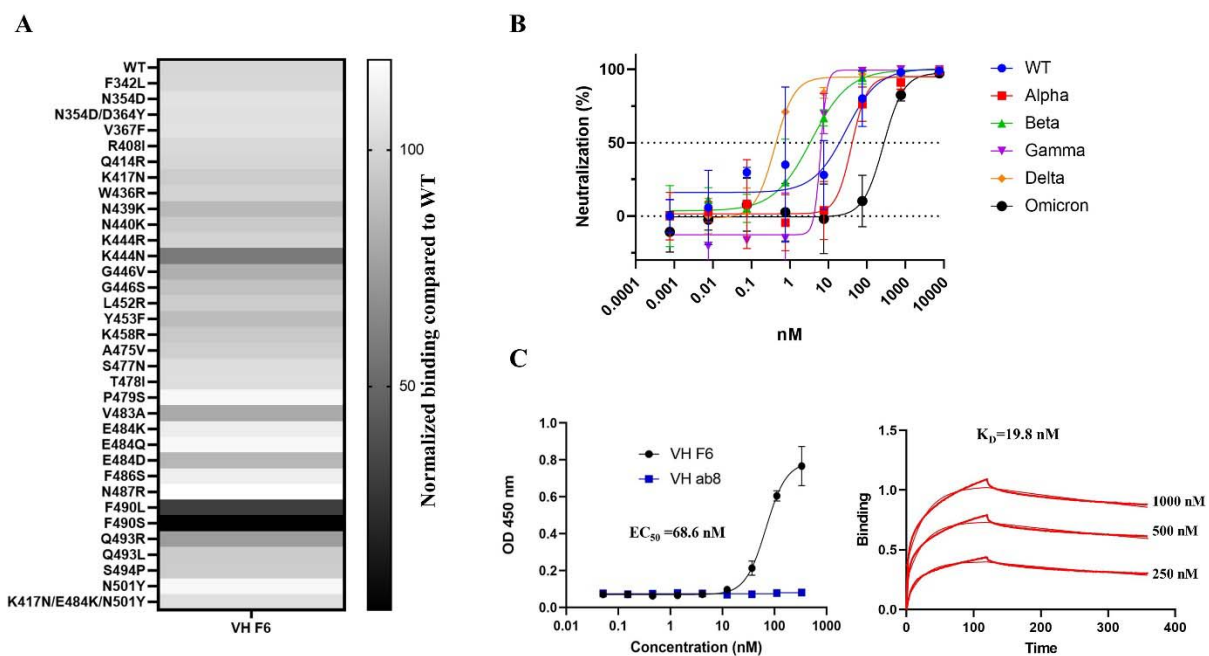 A
WT
F342L
N354D
N354D/D364Y
V367F
R408I
Q414R
K417N
W436R
N439K
N440K
K444R
K444N
G446V
G446S
L452R
Y453F
K458R
A475V
S477N
T478I
P479S
V483A
E484K
E484Q
E484D
F486S
N487R
F490L
F490S
Q493R
Q493L
S494P
N501Y
K417N/E484K/N501Y
VH F6
100
50
Normalized binding compared to WT
B
Neutralization (%)
100
50
0
0.0001
0.001
0.01
0.1
1
10
100
1000
10000
nM
WT
Alpha
Beta
Gamma
Delta
Omicron
C
OD 450 nm
1.0
0.8
0.6
0.4
0.2
0.0
0.01
0.1
1
10
100
1000
Concentration (nM)
VH F6
VH ab8
EC50 =68.6 nM
Binding
1.5
1.0
0.5
0.0
0
100
200
300
400
Time
KD=19.8 nM
1000 nM
500 nM
250 nM